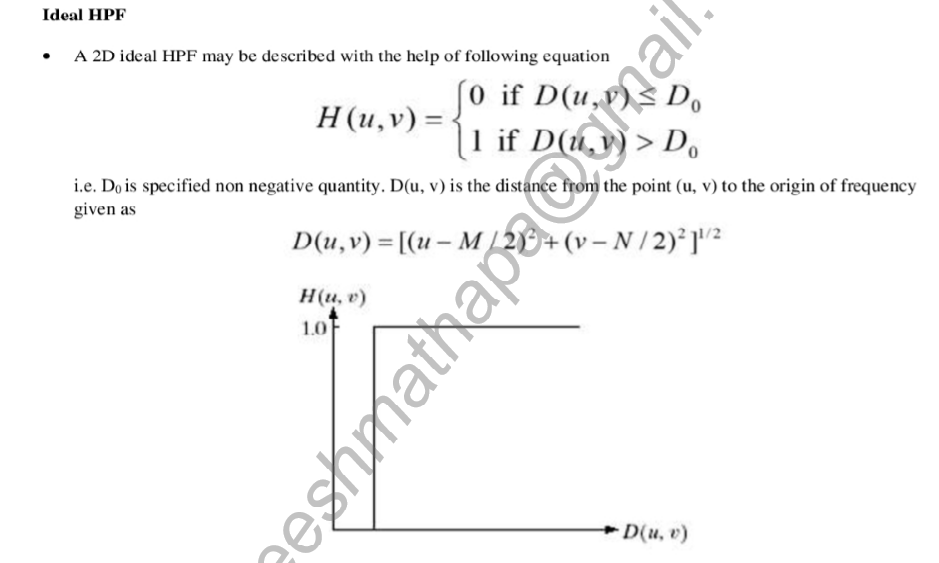 Ideal HPF
• A 2D ideal HPF may be described with the help of following equation
H(u,v) = {0 if D(u,v) ≤ D₀
1 if D(u,v) > D₀
i.e. D₀ is specified non negative quantity. D(u, v) is the distance from the point (u, v) to the origin of frequency
given as
D(u,v) = [(u – M / 2)² + (v – N / 2)²]^1/2
H(u, v)
1.0
D(u, v)
eeshmathapa@gmail.